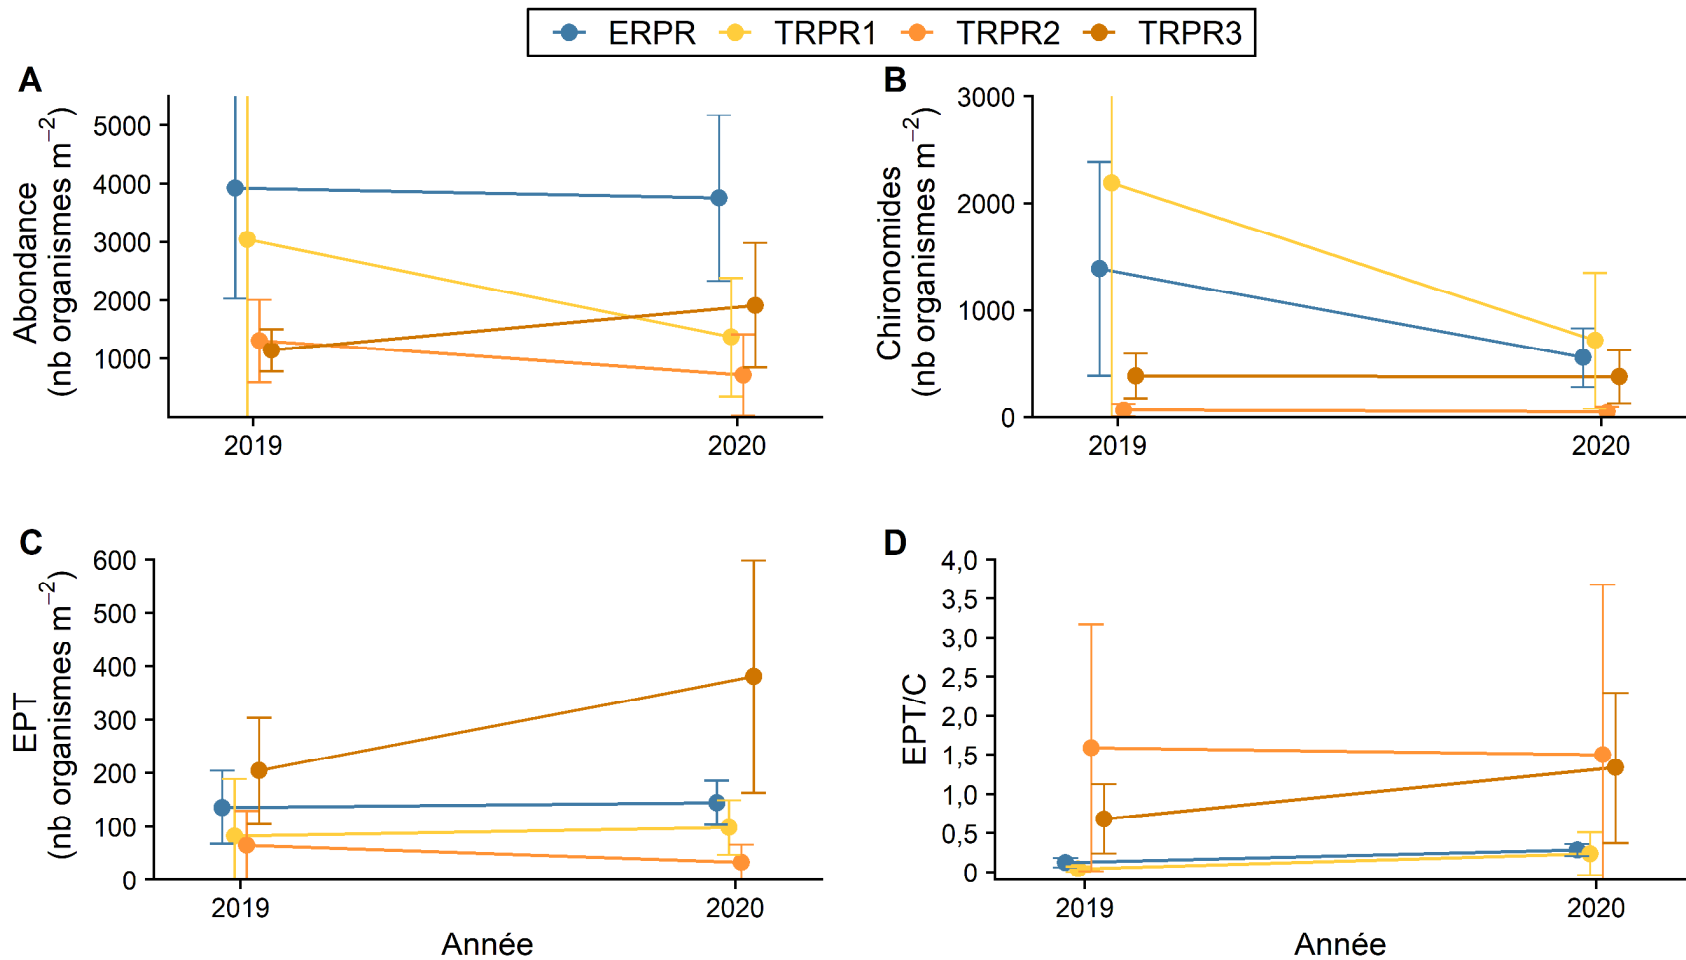 ERPR TRPR1 TRPR2 TRPR3
A
Abondance
(nb organismes m⁻²)
5000
4000
3000
2000
1000
2019 2020
B
Chironomides
(nb organismes m⁻²)
3000
2000
1000
0
2019 2020
C
EPT
(nb organismes m⁻²)
600
500
400
300
200
100
0
2019 2020
Année
D
EPT/C
4,0
3,5
3,0
2,5
2,0
1,5
1,0
0,5
0
2019 2020
Année